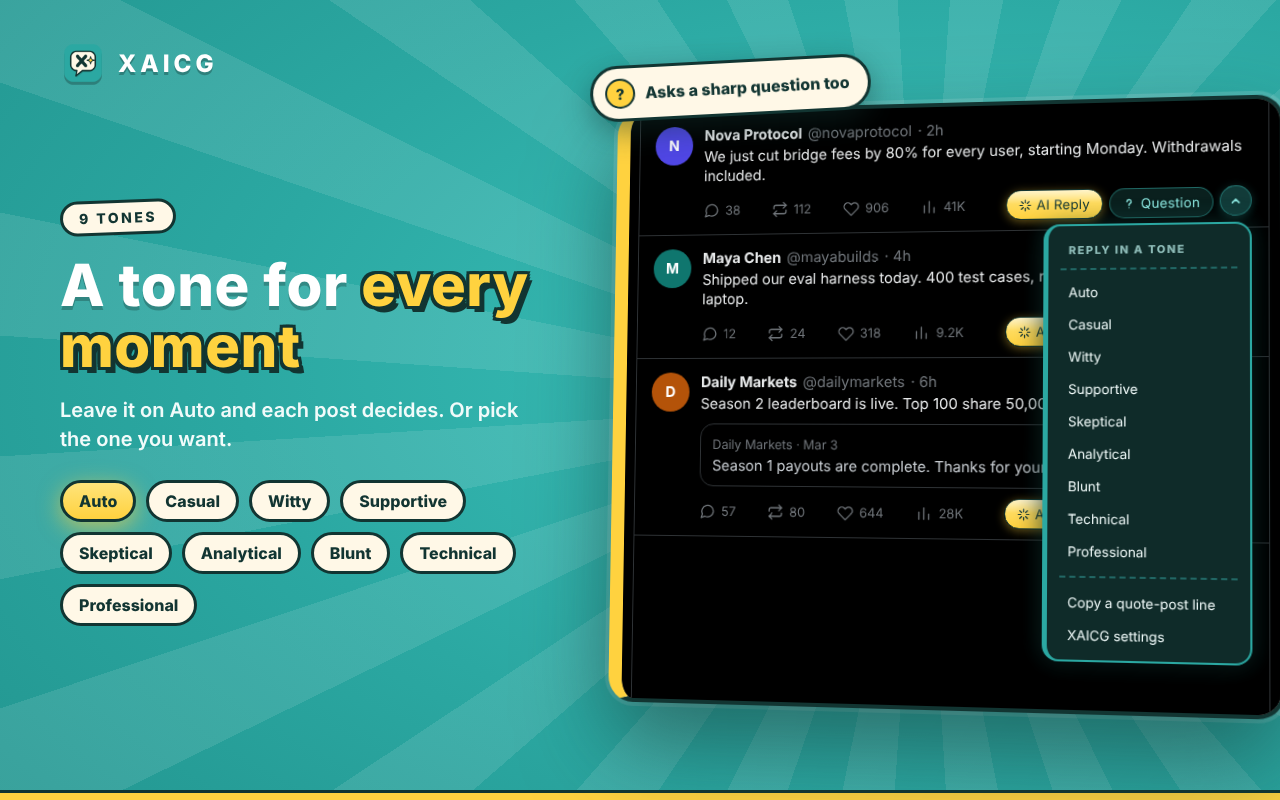 XAICG
9 TONES
A tone for every
moment
Leave it on Auto and each post decides. Or pick
the one you want.
Auto Casual Witty Supportive
Skeptical Analytical Blunt Technical
Professional
? Asks a sharp question too
N Nova Protocol @novaprotocol · 2h
We just cut bridge fees by 80% for every user, starting Monday. Withdrawals
included.
38 112 906 41K AI Reply ? Question
M Maya Chen @mayabuilds · 4h
Shipped our eval harness today. 400 test cases,
laptop.
12 24 318 9.2K
D Daily Markets @dailymarkets · 6h
Season 2 leaderboard is live. Top 100 share 50,00
Daily Markets · Mar 3
Season 1 payouts are complete. Thanks for your
57 80 644 28K
REPLY IN A TONE
Auto
Casual
Witty
Supportive
Skeptical
Analytical
Blunt
Technical
Professional
Copy a quote-post line
XAICG settings